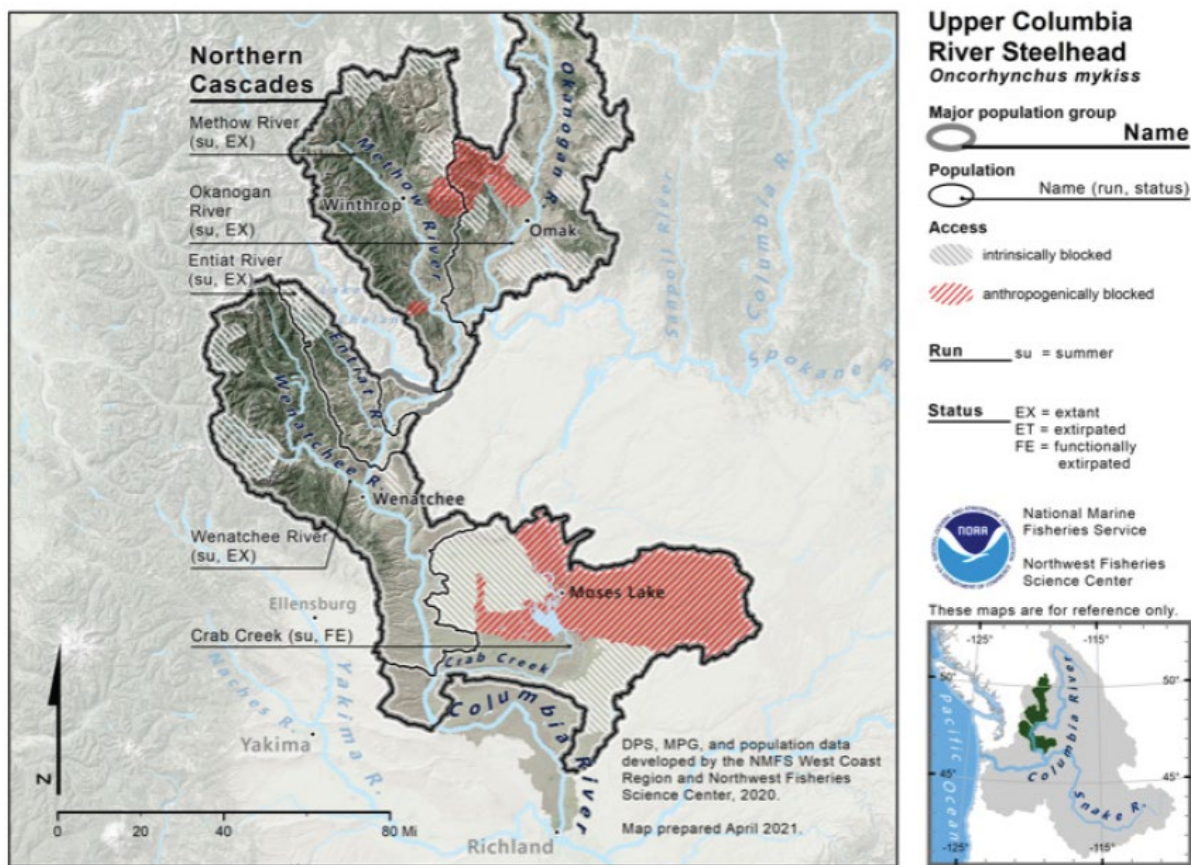 Northern
Cascades
Methow River
(su, EX)
Okanogan
River
(su, EX)
Entiat River
(su, EX)
Methow River
Winthrop
Okanogan R.
Omak
Lake
Chelan
Entiat R.
Wenatchee R.
Wenatchee
Wenatchee River
(su, EX)
Sanpoil River
Columbia R.
Spokane R.
Moses Lake
Ellensburg
Crab Creek (su, FE)
Crab Creek
Naches R.
Yakima R.
Yakima
Columbia River
Richland
N
0 20 40 80 Mi
DPS, MPG, and population data
developed by the NMFS West Coast
Region and Northwest Fisheries
Science Center, 2020.
Map prepared April 2021.
Upper Columbia
River Steelhead
Oncorhynchus mykiss
Major population group
Name
Population
Name (run, status)
Access
intrinsically blocked
anthropogenically blocked
Run
su = summer
Status
EX = extant
ET = extirpated
FE = functionally
extirpated
NOAA
National Marine
Fisheries Service
Northwest Fisheries
Science Center
These maps are for reference only.
-125° -115°
50° 50°
Columbia River
45° 45°
Pacific Ocean
Snake R.
-125° -115°